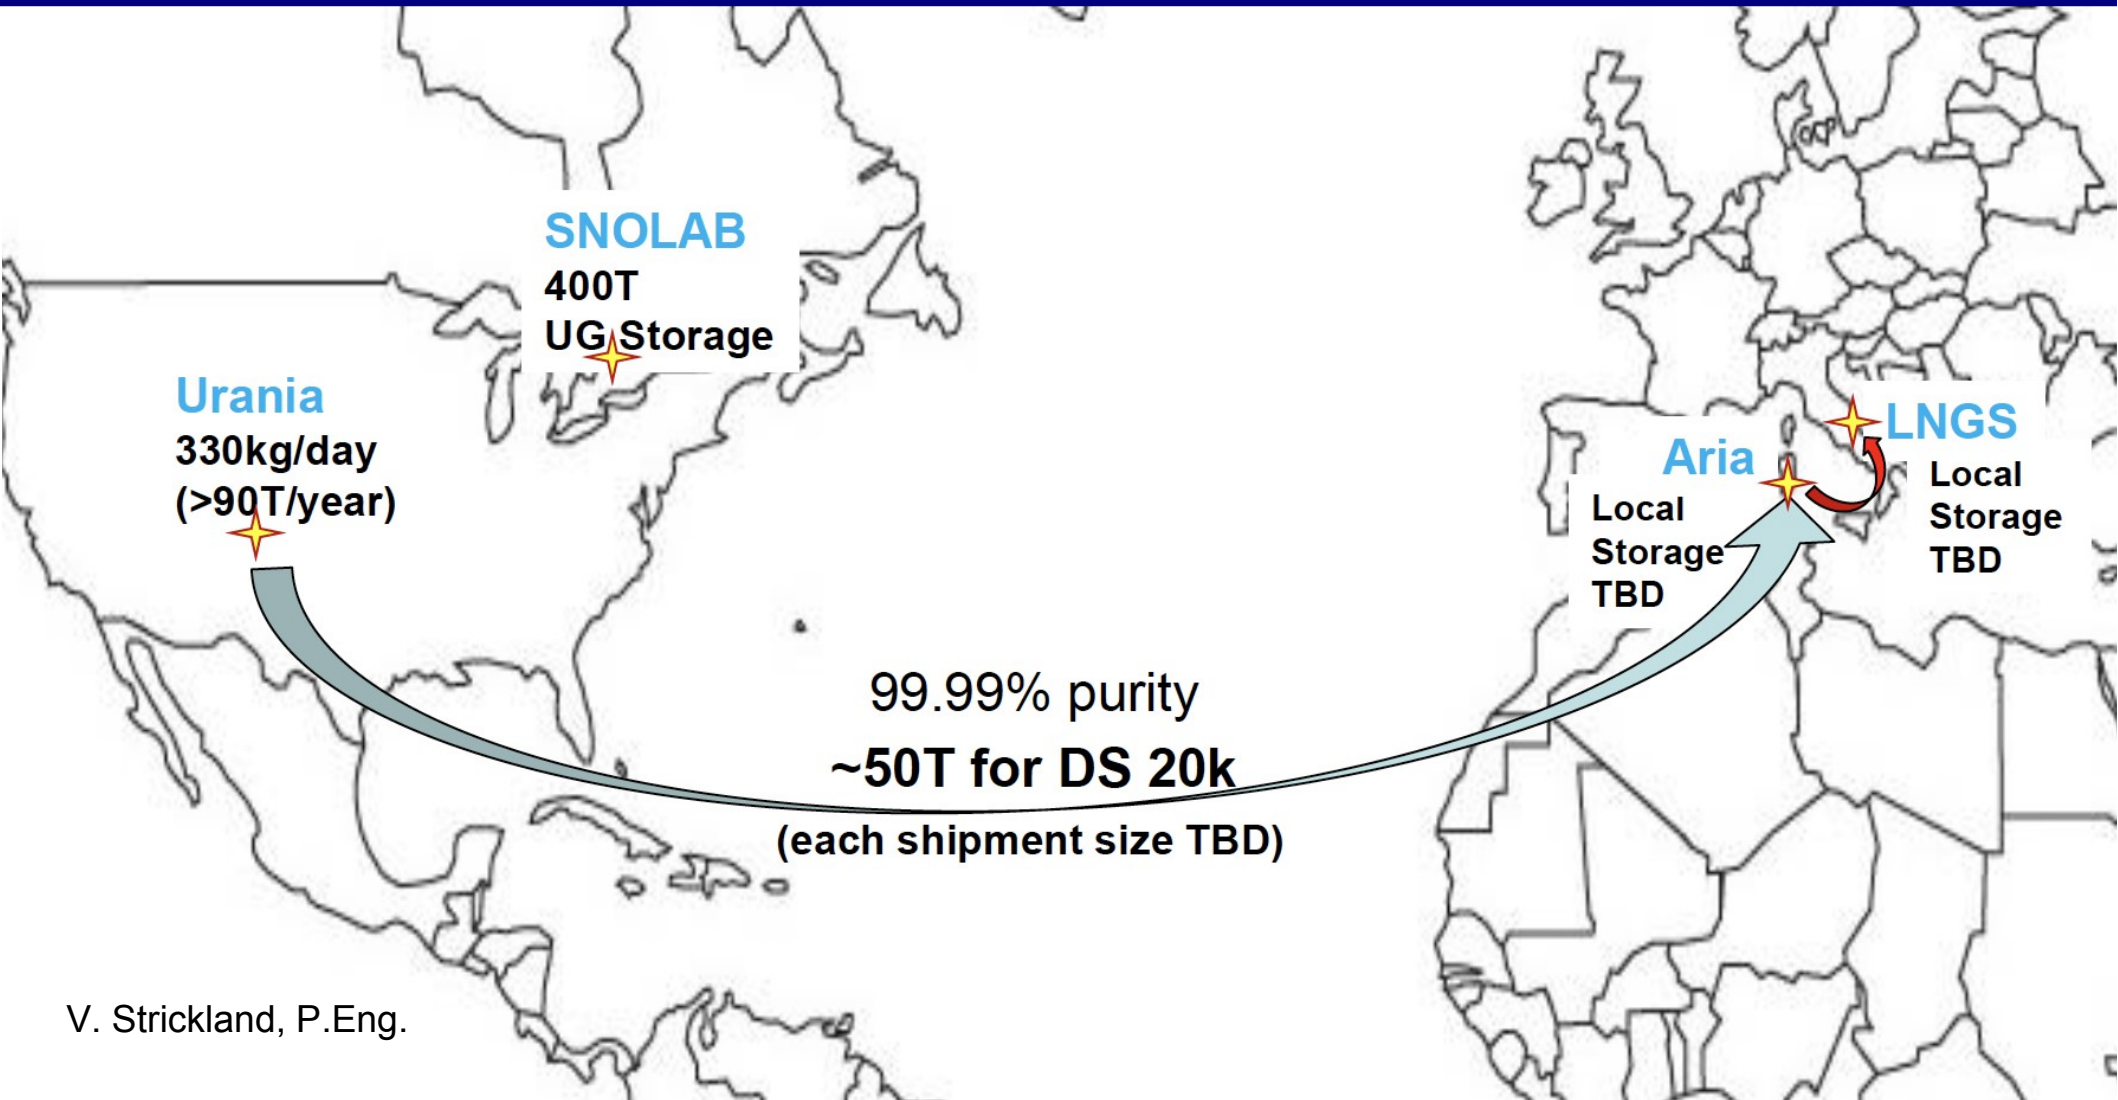 SNOLAB
400T
UG Storage
Urania
330kg/day
(>90T/year)
Aria
Local
Storage
TBD
LNGS
Local
Storage
TBD
99.99% purity
~50T for DS 20k
(each shipment size TBD)
V. Strickland, P.Eng.